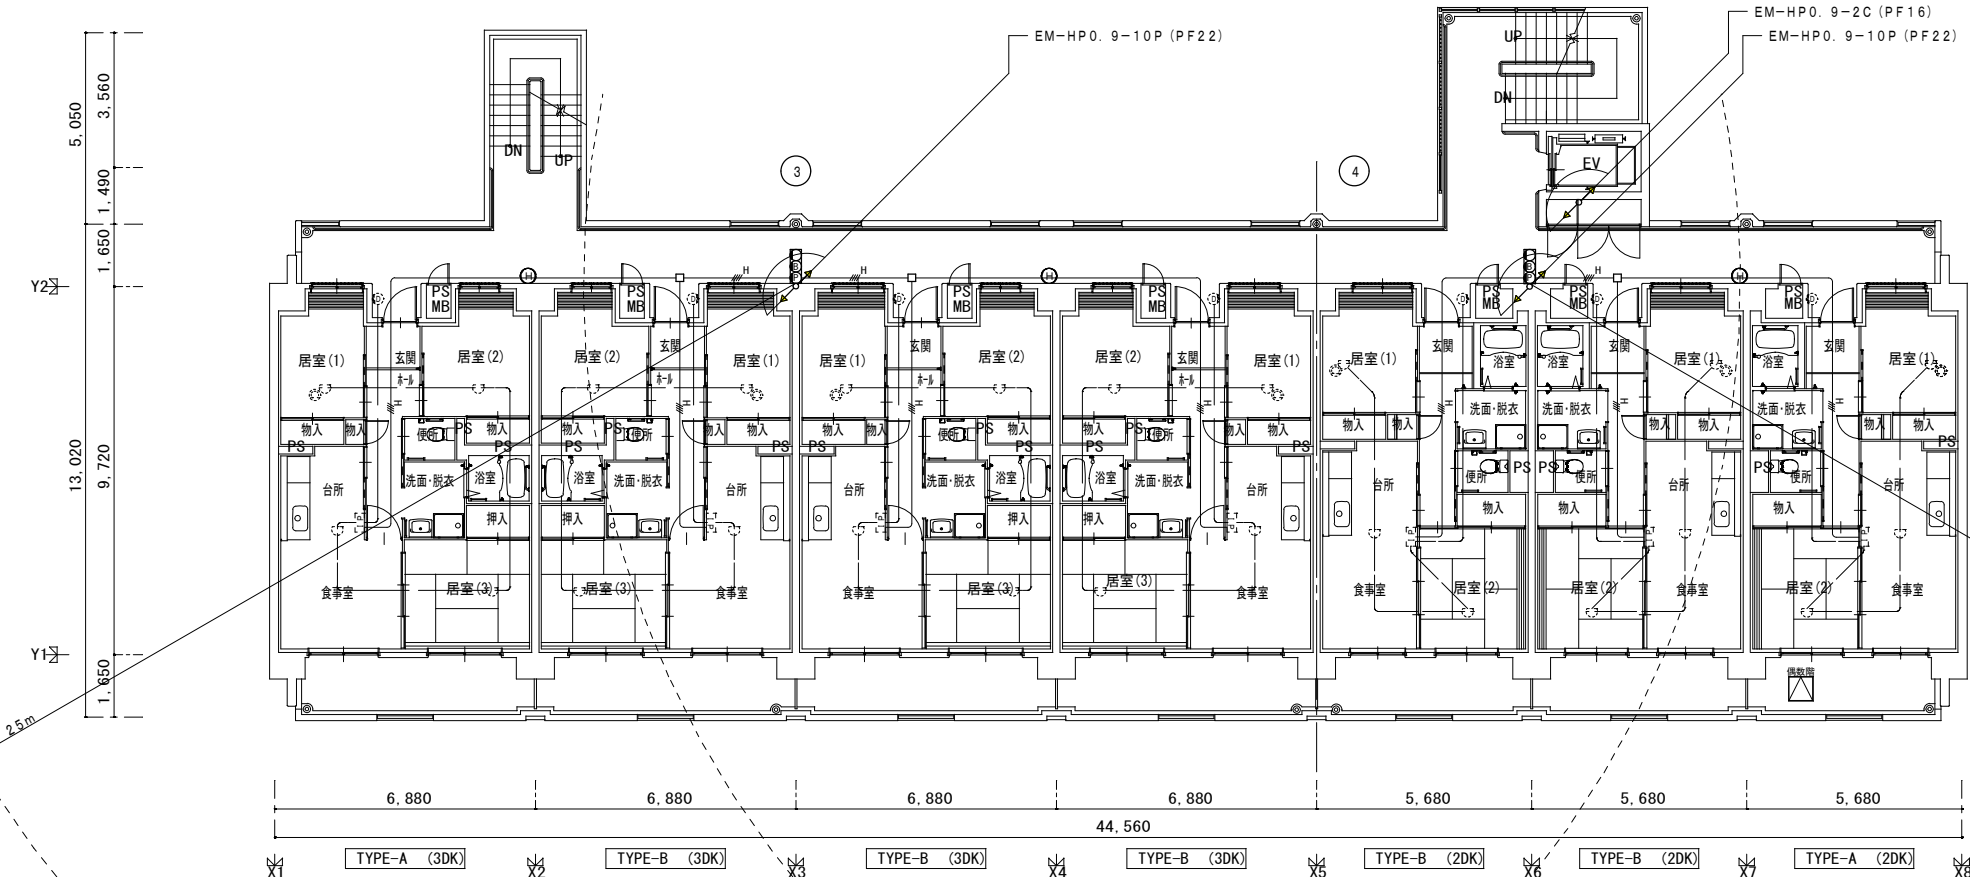 EM-HP0.9-2C(PF16)
EM-HP0.9-10P(PF22)
EM-HP0.9-10P(PF22)
5,050
3,560
1,490
1,650
13,020
9,720
1,650
25m
Y2
Y1
DN
UP
3
4
UP
DN
EV
H H H H
B
P
B
P
H H H H H H
PS
MB
PS
MB
PS
MB
PS
MB
PS
MB
PS
MB
PS
MB
居室(1) 玄関 居室(2) 居室(2) 玄関 居室(1) 居室(1) 玄関 居室(2) 居室(2) 玄関 居室(1) 居室(1) 玄関 浴室 浴室 玄関 居室(1) 浴室 玄関 居室(1)
ホール ホール ホール ホール
H H H H H H H
洗面・脱衣 洗面・脱衣 洗面・脱衣
物入 物入 便所 PS 物入 物入 PS 便所 物入 物入 物入 物入 便所 PS 物入 物入 PS 便所 物入 物入 物入 物入 物入 物入 物入 物入
PS PS PS PS PS PS PS PS PS
台所 洗面・脱衣 浴室 浴室 洗面・脱衣 台所 台所 洗面・脱衣 浴室 浴室 洗面・脱衣 台所 台所 便所 PS PS 便所 台所 PS 便所 台所
押入 押入 押入 押入 物入 物入 物入
P P P P P P P
食事室 居室(3) 居室(3) 食事室 食事室 居室(3) 居室(3) 食事室 食事室 居室(2) 居室(2) 食事室 居室(2) 食事室
偶数階
6,880 6,880 6,880 6,880 5,680 5,680 5,680
44,560
TYPE-A (3DK) TYPE-B (3DK) TYPE-B (3DK) TYPE-B (3DK) TYPE-B (2DK) TYPE-B (2DK) TYPE-A (2DK)
X1 X2 X3 X4 X5 X6 X7 X8